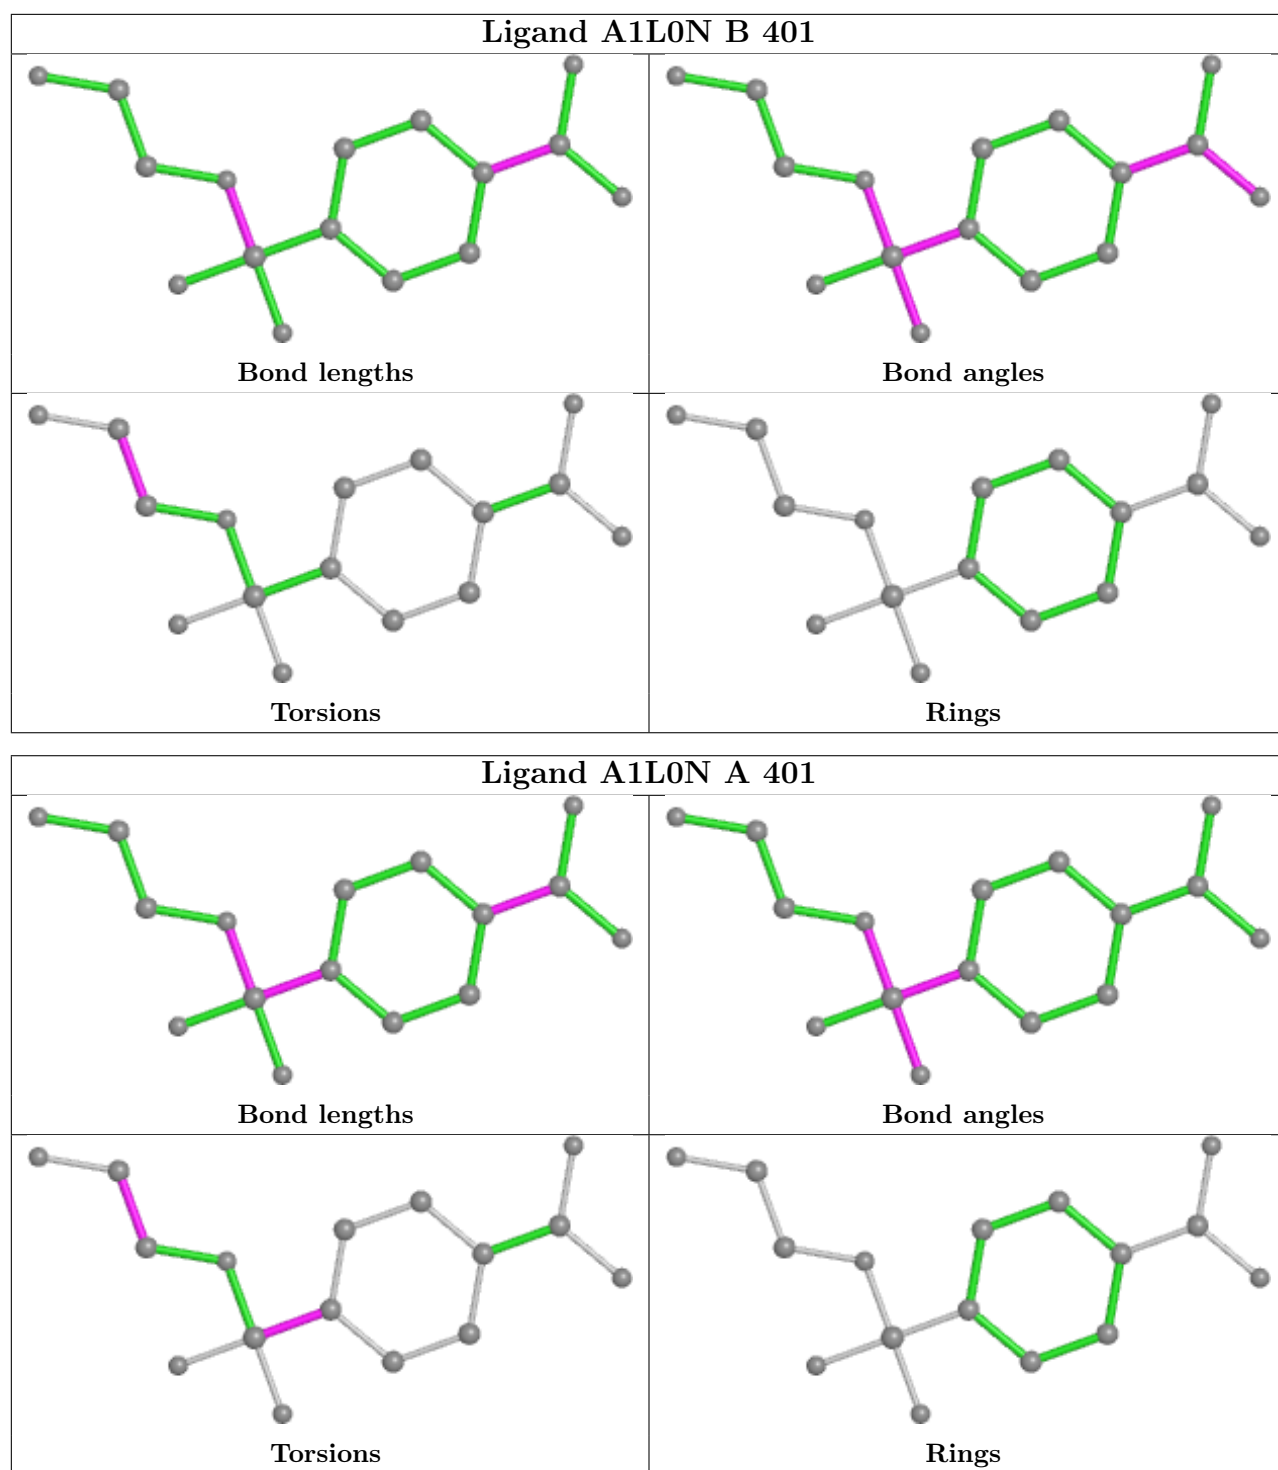 Ligand A1L0N B 401
Bond lengths
Bond angles
Torsions
Rings
Ligand A1L0N A 401
Bond lengths
Bond angles
Torsions
Rings